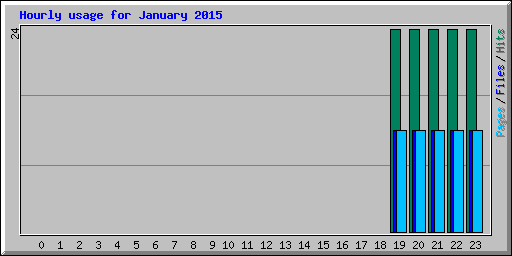 Hourly usage for January 2015
24
Pages/Files/Hits
0 1 2 3 4 5 6 7 8 9 10 11 12 13 14 15 16 17 18 19 20 21 22 23